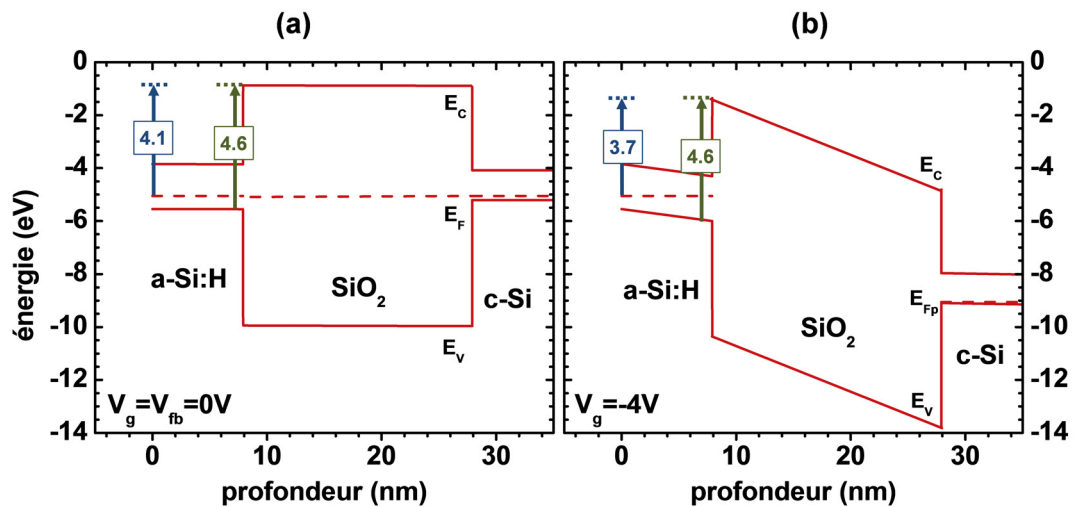 (a)
(b)
énergie (eV)
0
-2
-4
-6
-8
-10
-12
-14
4.1
4.6
E_C
E_F
a-Si:H
SiO₂
c-Si
E_V
V_g=V_fb=0V
0
10
20
30
profondeur (nm)
3.7
4.6
E_C
a-Si:H
E_Fp
SiO₂
c-Si
E_V
V_g=-4V
0
-2
-4
-6
-8
-10
-12
-14
0
10
20
30
profondeur (nm)